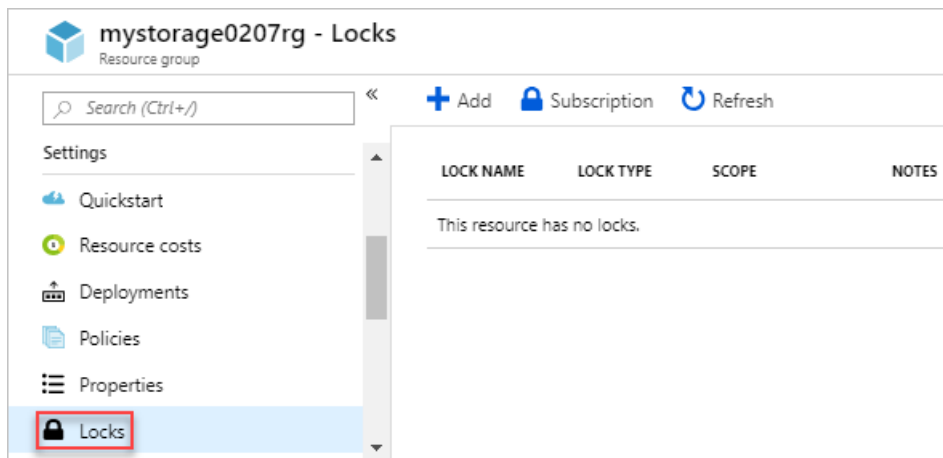 mystorage0207rg - Locks
Resource group
Search (Ctrl+/)
«
Settings
Quickstart
Resource costs
Deployments
Policies
Properties
Locks
Add Subscription Refresh
LOCK NAME LOCK TYPE SCOPE NOTES
This resource has no locks.